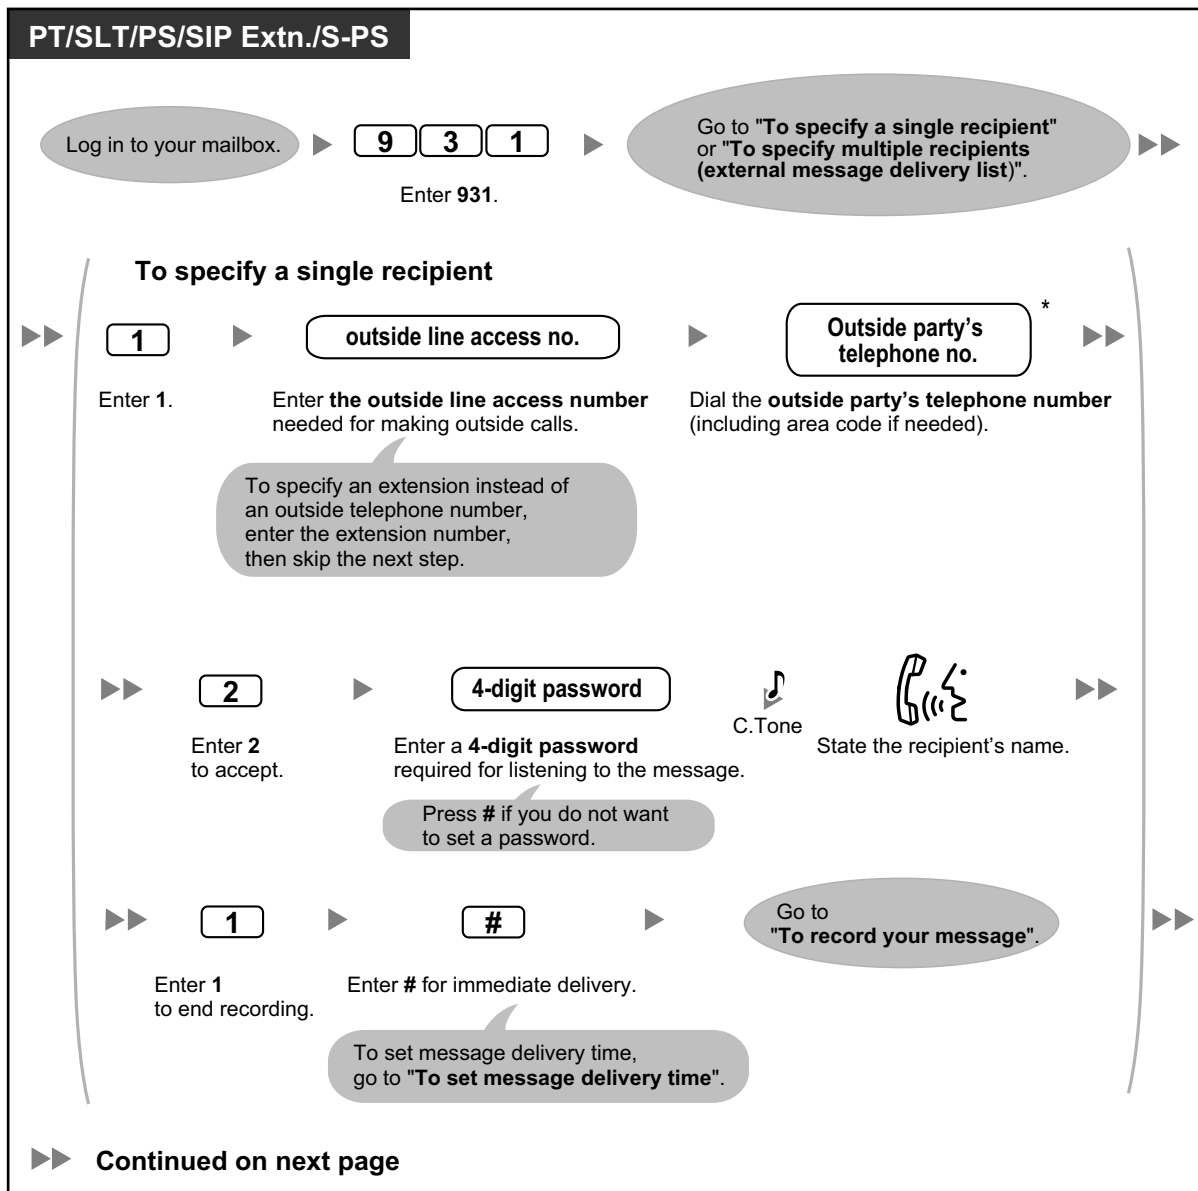 PT/SLT/PS/SIP Extn./S-PS
Log in to your mailbox.
9 3 1
Enter 931.
Go to "To specify a single recipient"
or "To specify multiple recipients
(external message delivery list)".
To specify a single recipient
1
outside line access no.
Outside party's
telephone no.
*
Enter 1.
Enter the outside line access number
needed for making outside calls.
Dial the outside party's telephone number
(including area code if needed).
To specify an extension instead of
an outside telephone number,
enter the extension number,
then skip the next step.
2
4-digit password
C.Tone
Enter 2
to accept.
Enter a 4-digit password
required for listening to the message.
State the recipient's name.
Press # if you do not want
to set a password.
1
#
Go to
"To record your message".
Enter 1
to end recording.
Enter # for immediate delivery.
To set message delivery time,
go to "To set message delivery time".
Continued on next page